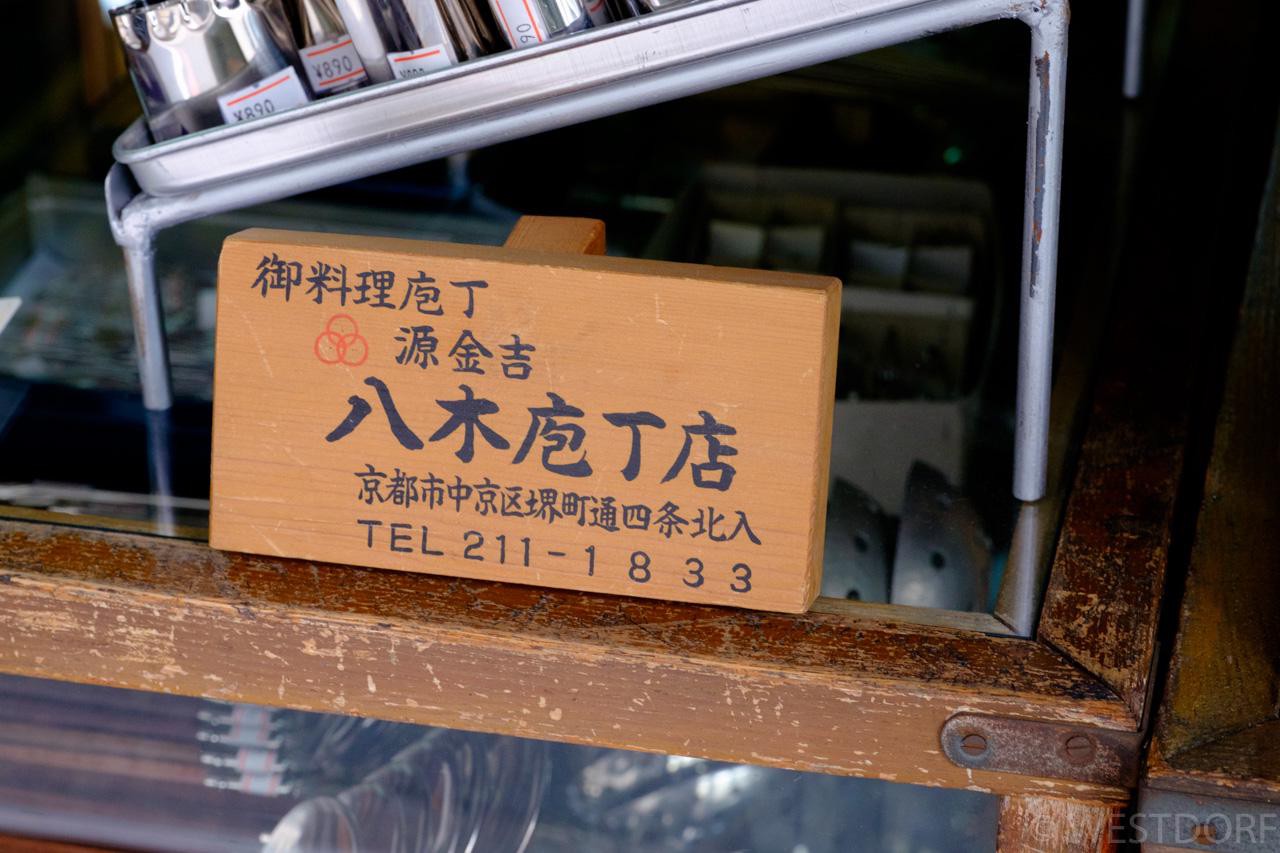 ¥890
¥890
御料理庖丁
源金吉
八木庖丁店
京都市中京区堺町通四条北入
TEL 211-1833
© WESTDORF